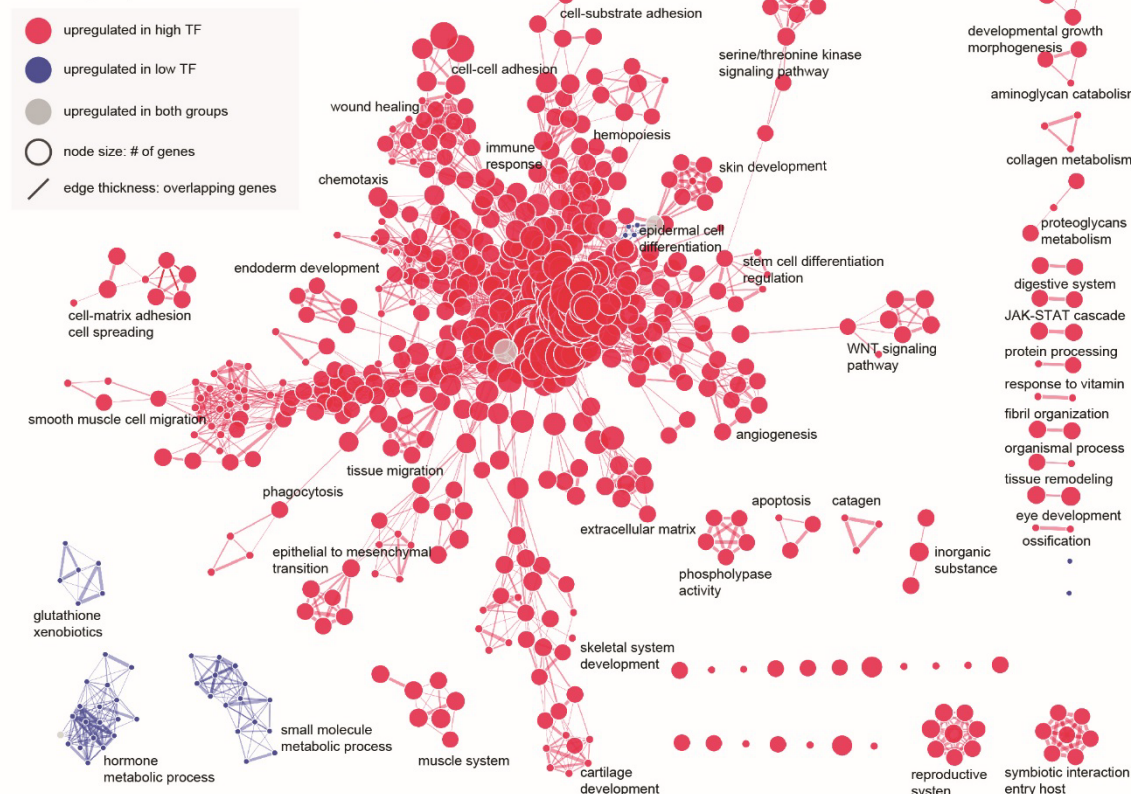 upregulated in high TF
upregulated in low TF
upregulated in both groups
node size: # of genes
edge thickness: overlapping genes
cell-substrate adhesion
serine/threonine kinase
signaling pathway
developmental growth
morphogenesis
aminoglycan catabolism
collagen metabolism
proteoglycans
metabolism
digestive system
JAK-STAT cascade
protein processing
response to vitamin
fibril organization
organismal process
tissue remodeling
eye development
ossification
cell-cell adhesion
wound healing
hemopoiesis
immune
response
chemotaxis
skin development
epidermal cell
differentiation
endoderm development
stem cell differentiation
regulation
cell-matrix adhesion
cell spreading
WNT signaling
pathway
smooth muscle cell migration
angiogenesis
tissue migration
phagocytosis
extracellular matrix
apoptosis
catagen
epithelial to mesenchymal
transition
phospholypase
activity
inorganic
substance
glutathione
xenobiotics
skeletal system
development
small molecule
metabolic process
hormone
metabolic process
muscle system
cartilage
development
reproductive
systen
symbiotic interaction
entry host